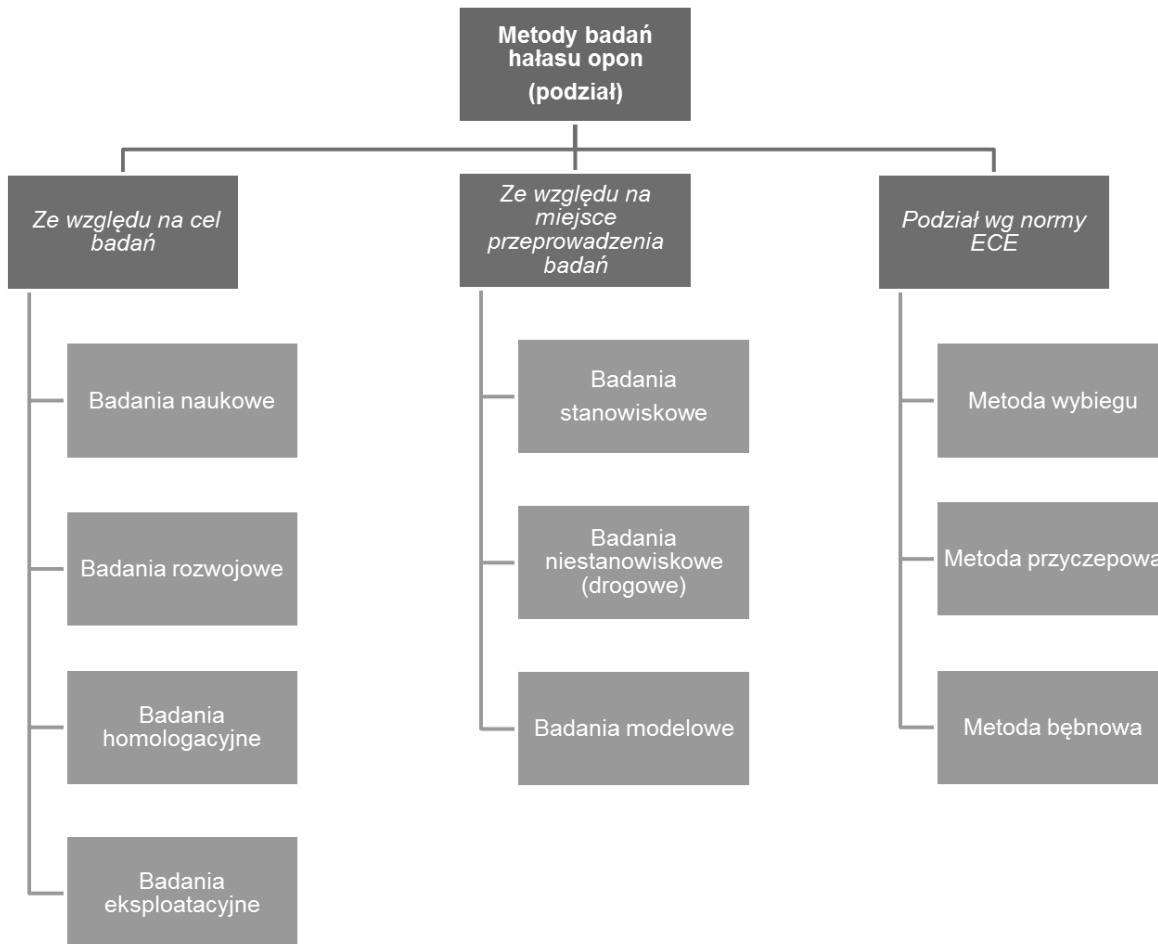 Metody badań
hałasu opon
(podział)
Ze względu na cel
badań
Badania naukowe
Badania rozwojowe
Badania
homologacyjne
Badania
eksploatacyjne
Ze względu na
miejsce
przeprowadzenia
badań
Badania
stanowiskowe
Badania
niestanowiskowe
(drogowe)
Badania modelowe
Podział wg normy
ECE
Metoda wybiegu
Metoda przyczepowa
Metoda bębnowa